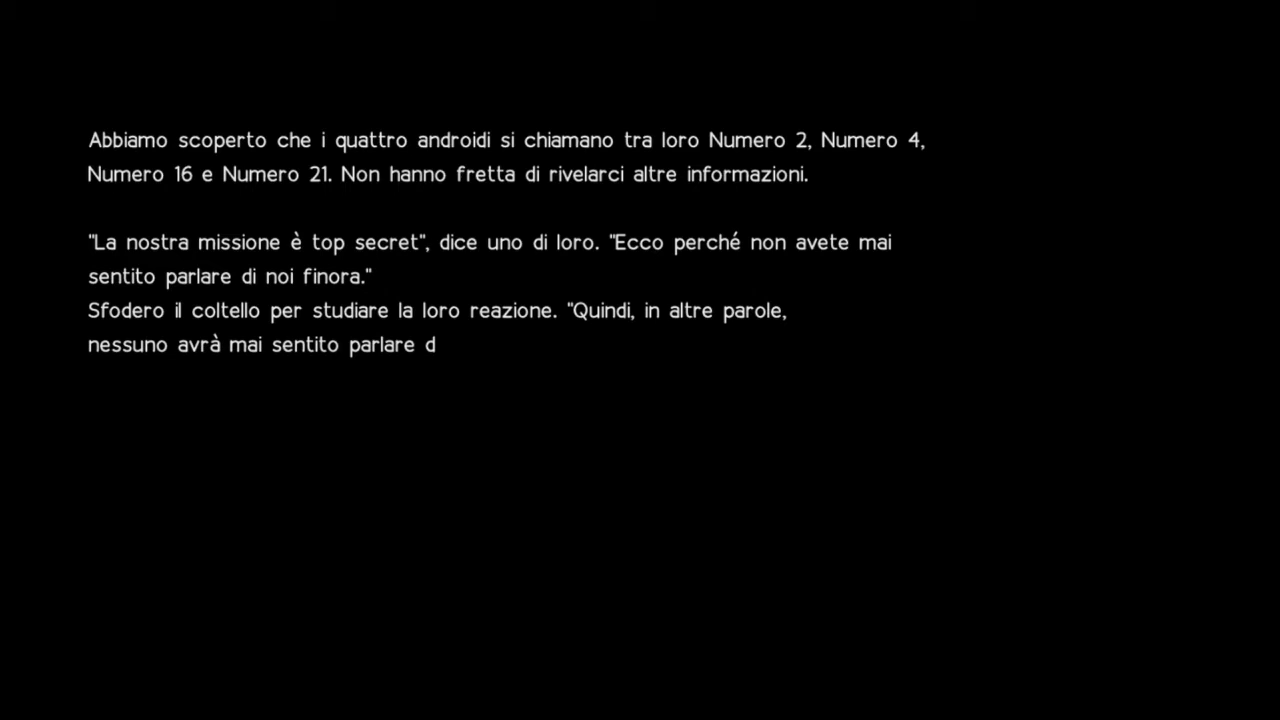 Abbiamo scoperto che i quattro androidi si chiamano tra loro Numero 2, Numero 4,
Numero 16 e Numero 21. Non hanno fretta di rivelarci altre informazioni.
"La nostra missione è top secret", dice uno di loro. "Ecco perché non avete mai
sentito parlare di noi finora."
Sfodero il coltello per studiare la loro reazione. "Quindi, in altre parole,
nessuno avrà mai sentito parlare d